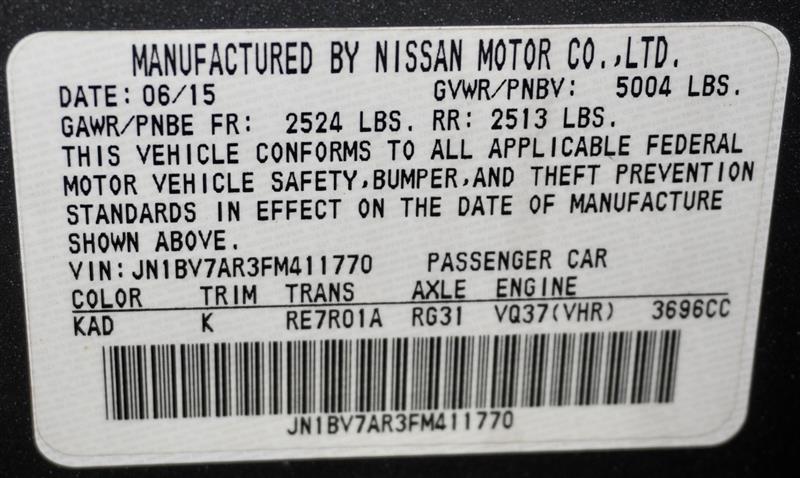 MANUFACTURED BY NISSAN MOTOR CO.,LTD.
DATE: 06/15 GVWR/PNBV: 5004 LBS.
GAWR/PNBE FR: 2524 LBS. RR: 2513 LBS.
THIS VEHICLE CONFORMS TO ALL APPLICABLE FEDERAL
MOTOR VEHICLE SAFETY,BUMPER,AND THEFT PREVENTION
STANDARDS IN EFFECT ON THE DATE OF MANUFACTURE
SHOWN ABOVE.
VIN: JN1BV7AR3FM411770 PASSENGER CAR
COLOR TRIM TRANS AXLE ENGINE
KAD K RE7R01A RG31 VQ37(VHR) 3696CC
JN1BV7AR3FM411770